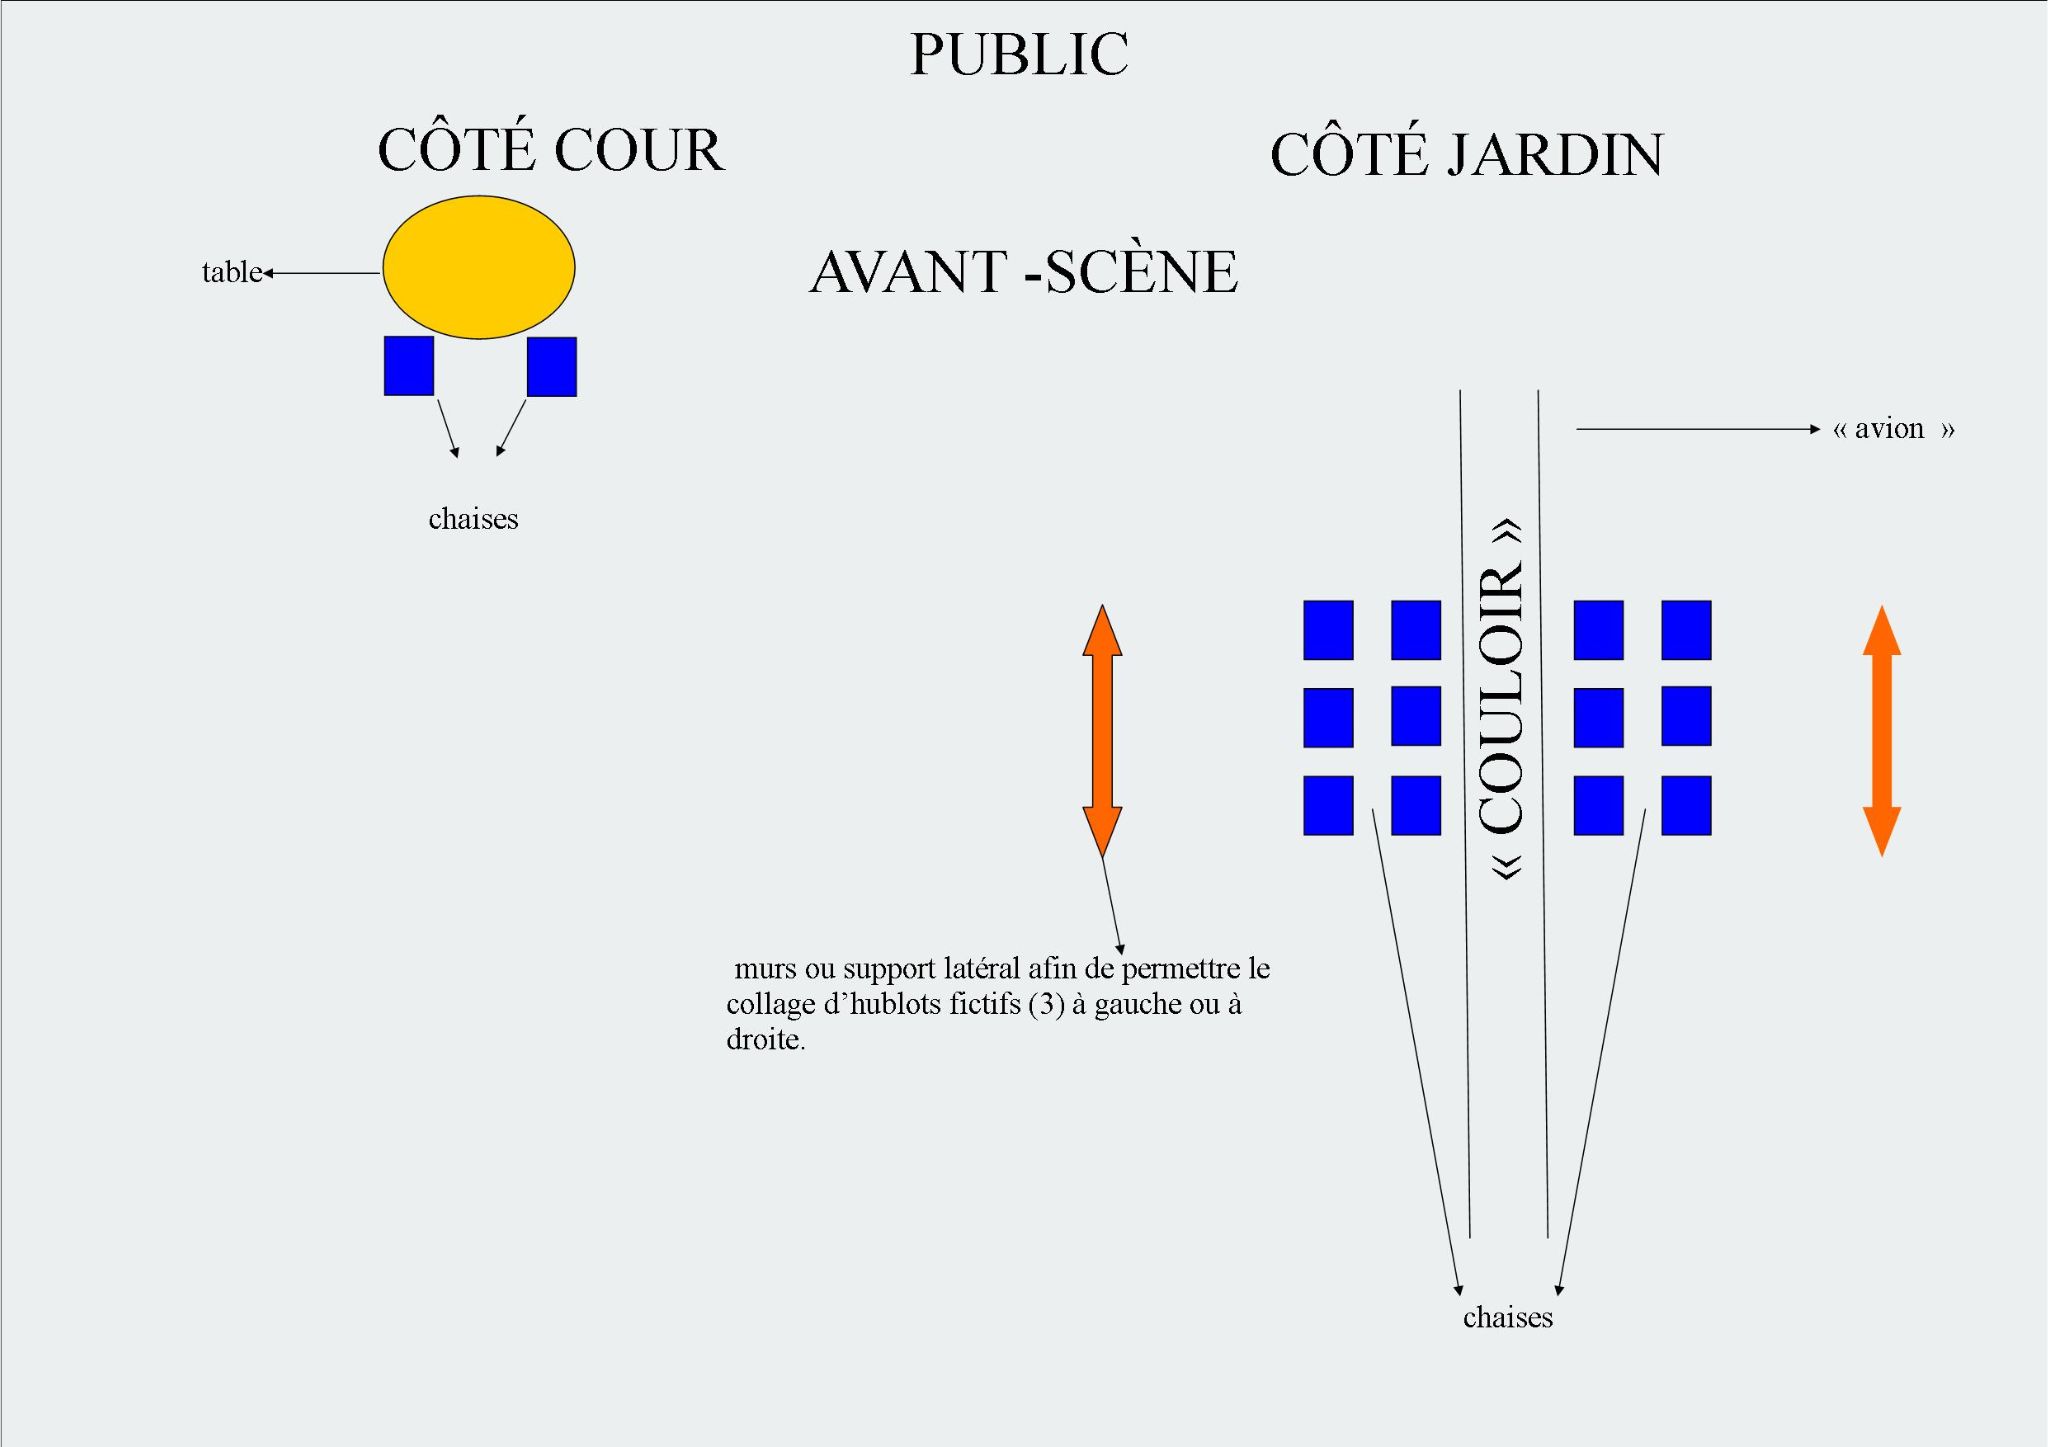 PUBLIC
CÔTÉ COUR
CÔTÉ JARDIN
table
AVANT -SCÈNE
« avion  »
chaises
« COULOIR »
murs ou support latéral afin de permettre le
collage d’hublots fictifs (3) à gauche ou à
droite.
chaises